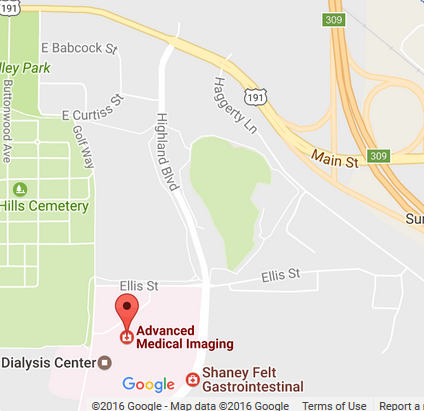 191
309
E Babcock St
lley Park
Buttonwood Ave
E Curtiss St
Golf Way
Haggerty Ln
191
Highland Blvd
Main St
309
Hills Cemetery
Sun
Ellis St
Ellis St
Advanced
Medical Imaging
Dialysis Center
Shaney Felt
Gastrointestinal
Google
©2016 Google - Map data ©2016 Google
Terms of Use
Report a